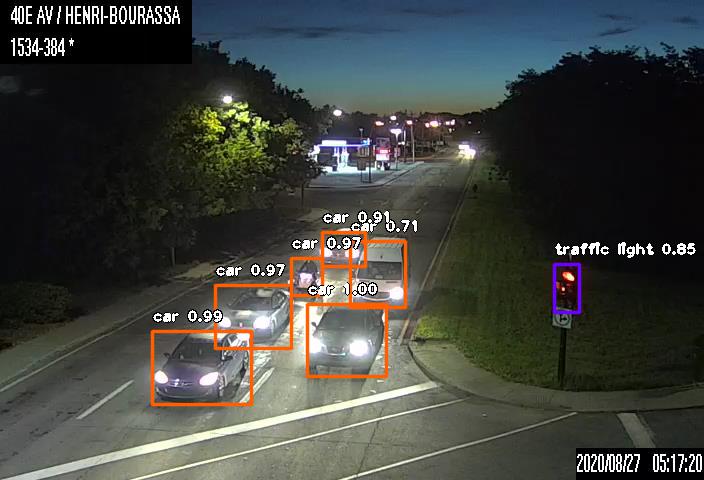 40E AV / HENRI-BOURASSA
1534-384 *
car 0.91
car 0.71
car 0.97
traffic light 0.85
car 0.97
car 1.00
car 0.99
2020/08/27 05:17:20